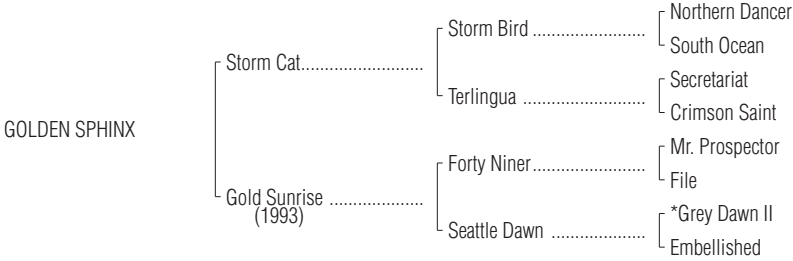 Northern Dancer
Storm Bird ........................
South Ocean
Storm Cat..........................
Secretariat
Terlingua ..........................
Crimson Saint
GOLDEN SPHINX
Mr. Prospector
Forty Niner........................
File
Gold Sunrise ....................
(1993)
*Grey Dawn II
Seattle Dawn ....................
Embellished